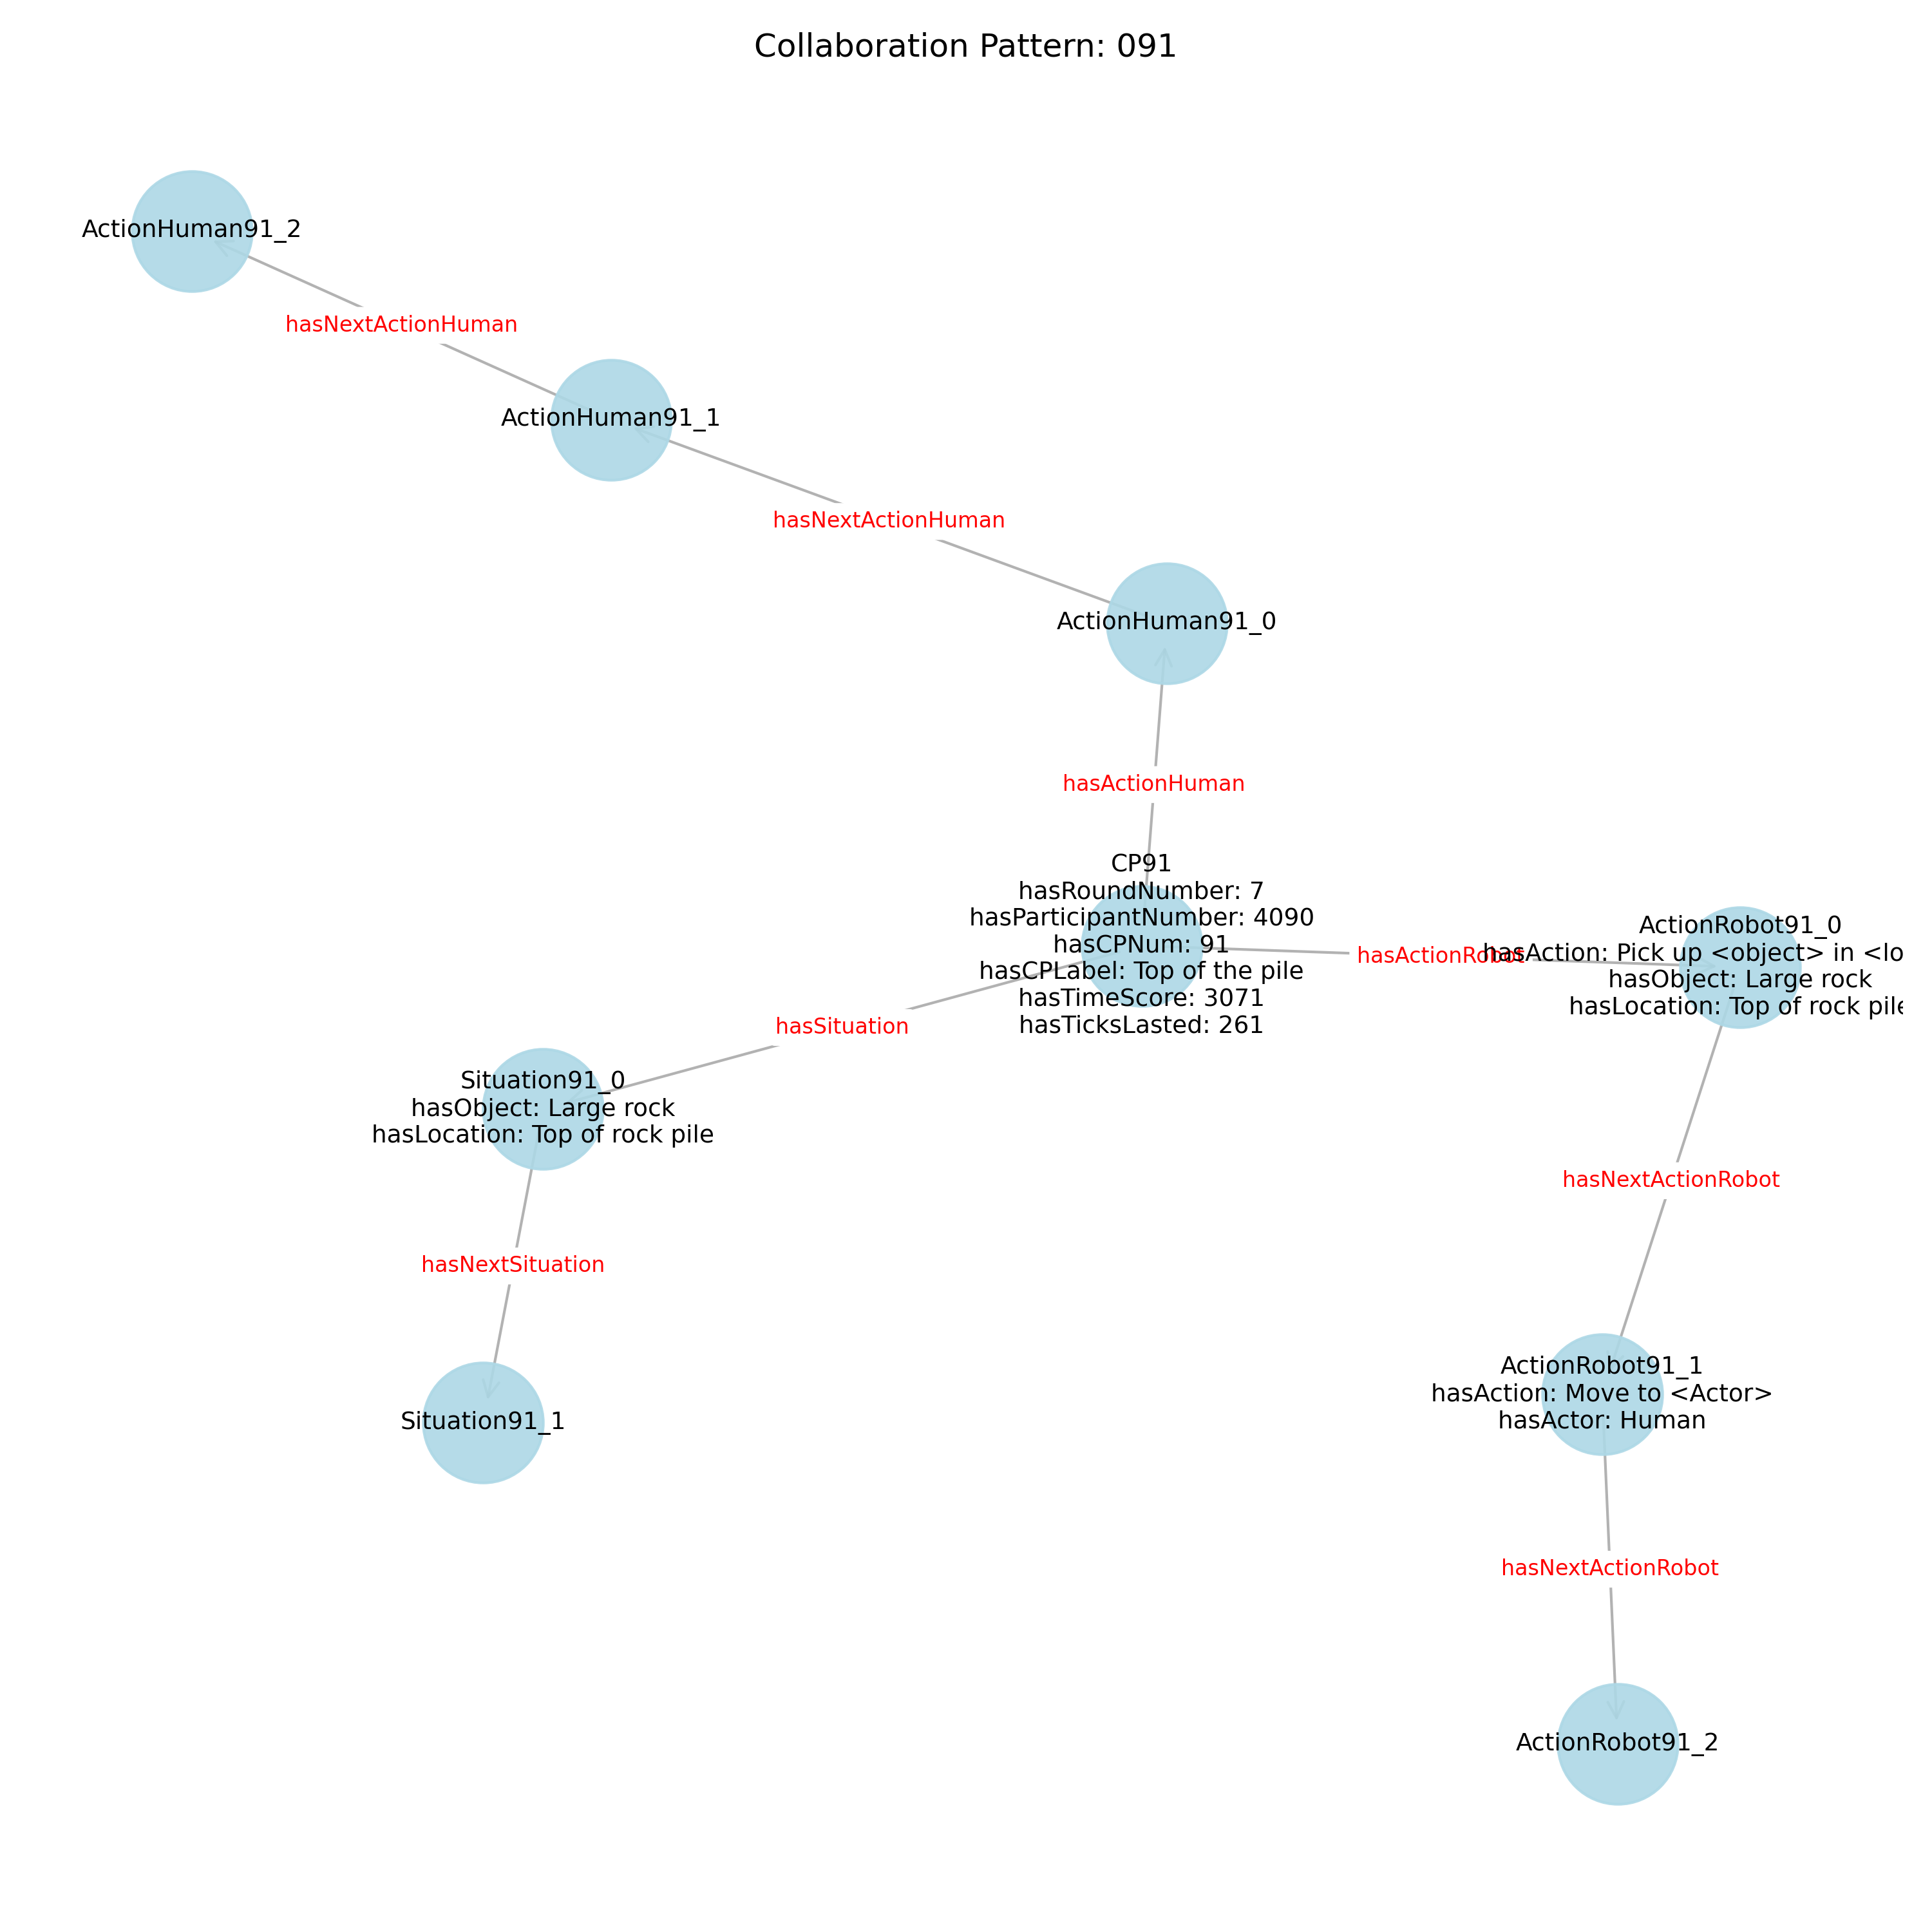 Collaboration Pattern: 091
ActionHuman91_2
hasNextActionHuman
ActionHuman91_1
hasNextActionHuman
ActionHuman91_0
hasActionHuman
CP91
hasRoundNumber: 7
hasParticipantNumber: 4090
hasCPNum: 91
hasCPLabel: Top of the pile
hasTimeScore: 3071
hasTicksLasted: 261
hasActionRobot
ActionRobot91_0
hasAction: Pick up <object> in <lo
hasObject: Large rock
hasLocation: Top of rock pile
hasSituation
Situation91_0
hasObject: Large rock
hasLocation: Top of rock pile
hasNextActionRobot
hasNextSituation
ActionRobot91_1
hasAction: Move to <Actor>
hasActor: Human
Situation91_1
hasNextActionRobot
ActionRobot91_2